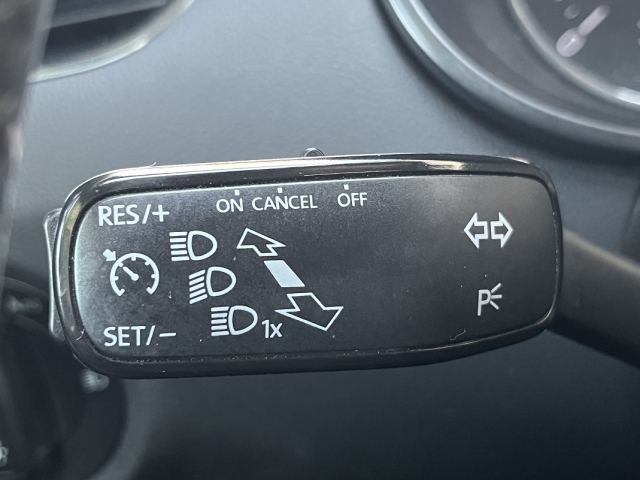 RES/+
ON CANCEL OFF
SET/-
1x
P